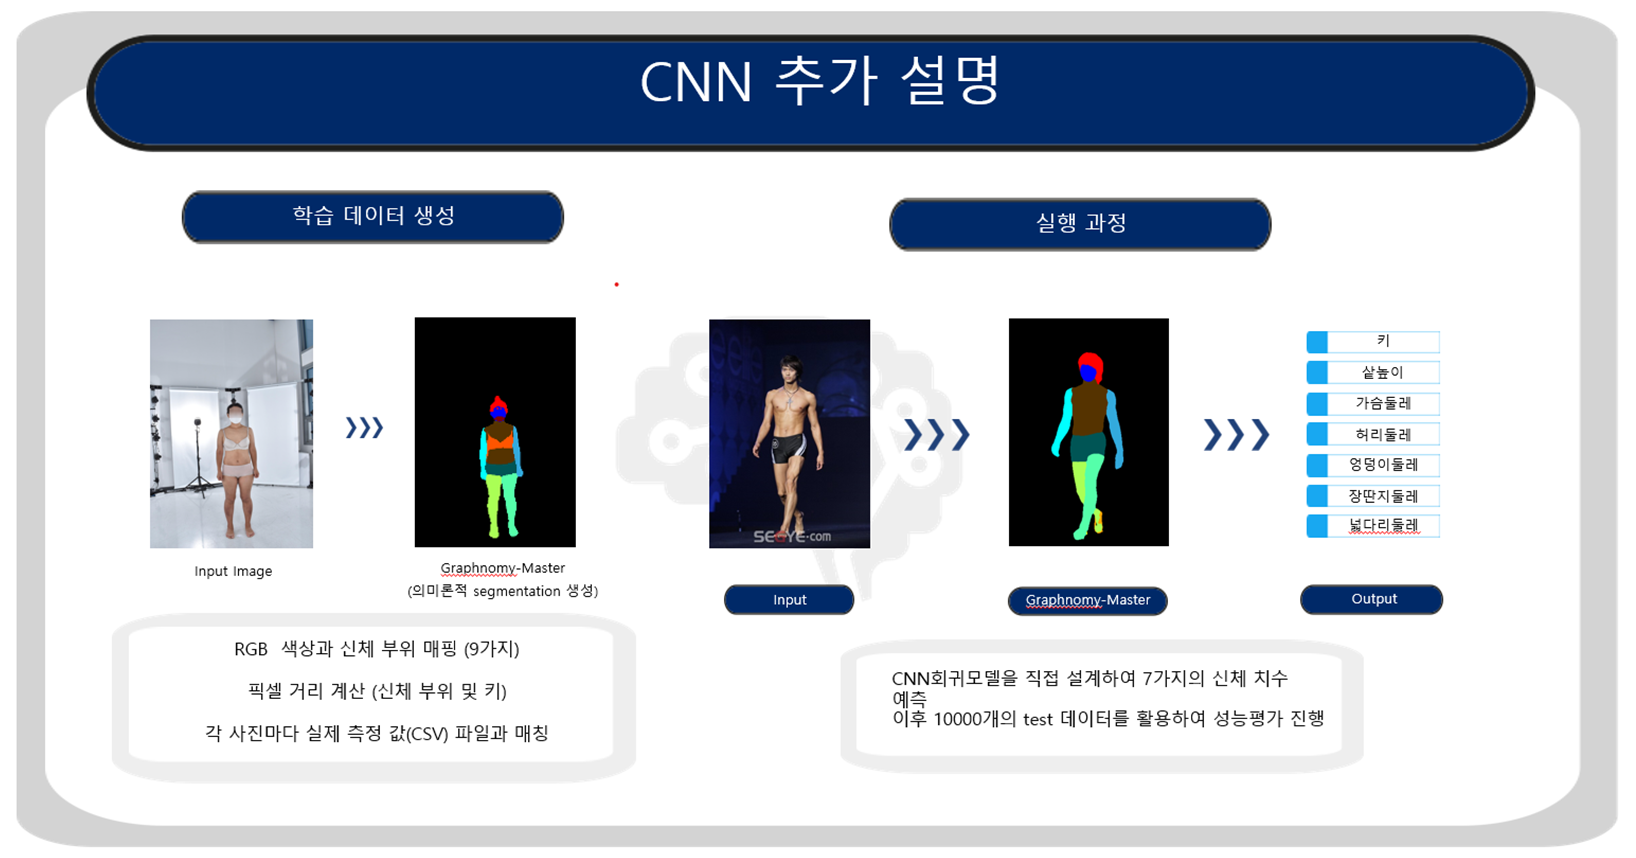 CNN 추가 설명
학습 데이터 생성
실행 과정
SEGYE.com
키
샅높이
가슴둘레
허리둘레
엉덩이둘레
장딴지둘레
넓다리둘레
Input Image
Graphnomy-Master
(의미론적 segmentation 생성)
Input
Graphnomy-Master
Output
RGB 색상과 신체 부위 매핑 (9가지)
픽셀 거리 계산 (신체 부위 및 키)
각 사진마다 실제 측정 값(CSV) 파일과 매칭
CNN회귀모델을 직접 설계하여 7가지의 신체 치수
예측
이후 10000개의 test 데이터를 활용하여 성능평가 진행